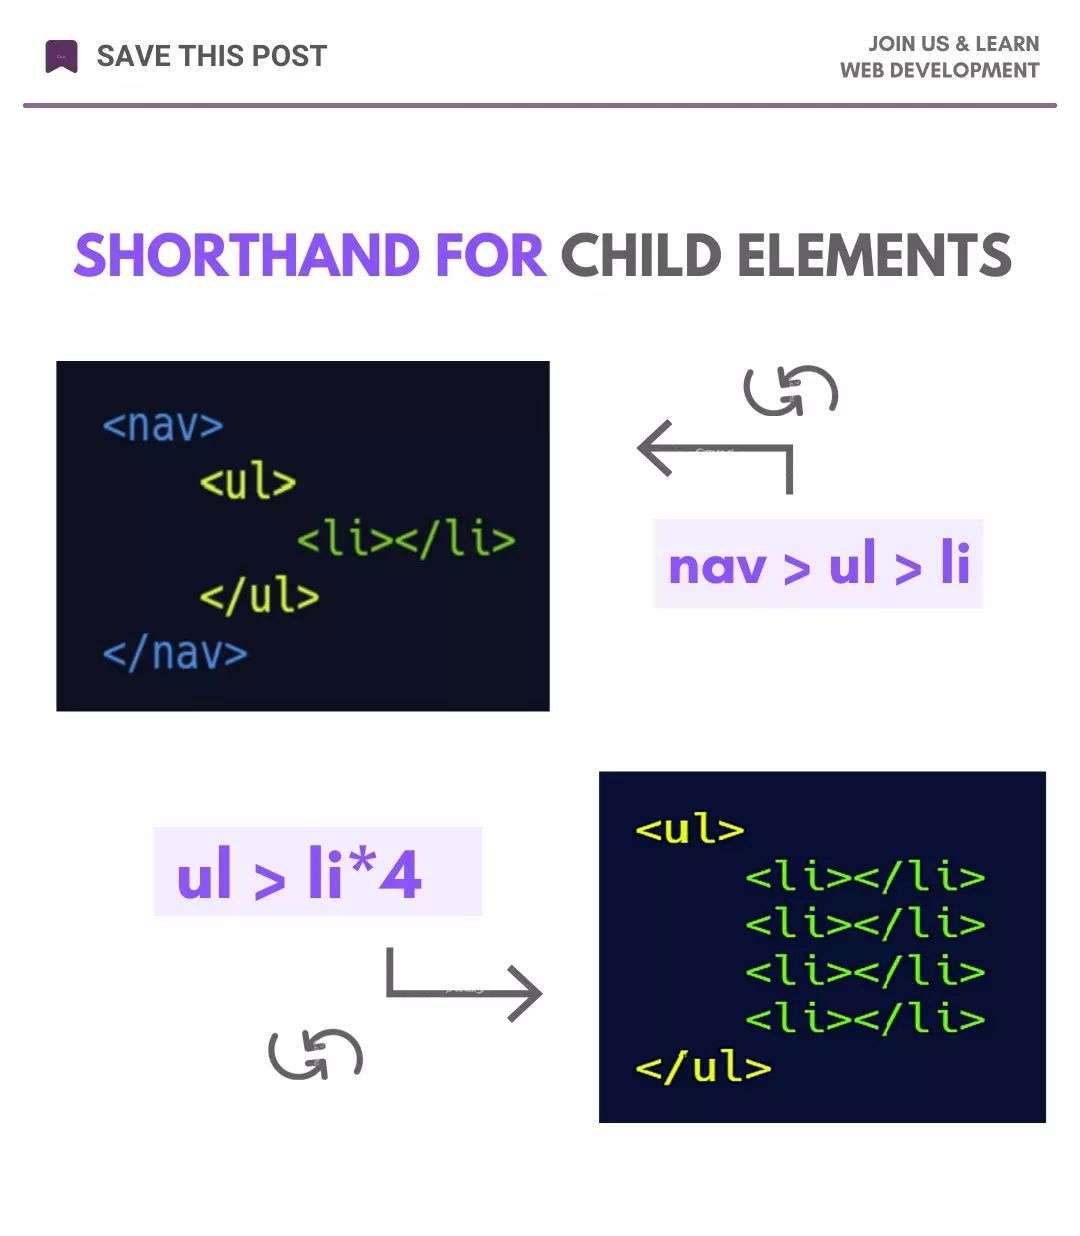 SAVE THIS POST
JOIN US & LEARN
WEB DEVELOPMENT
SHORTHAND FOR CHILD ELEMENTS
<nav>
<ul>
<li></li>
</ul>
</nav>
nav > ul > li
ul > li*4
<ul>
<li></li>
<li></li>
<li></li>
<li></li>
</ul>